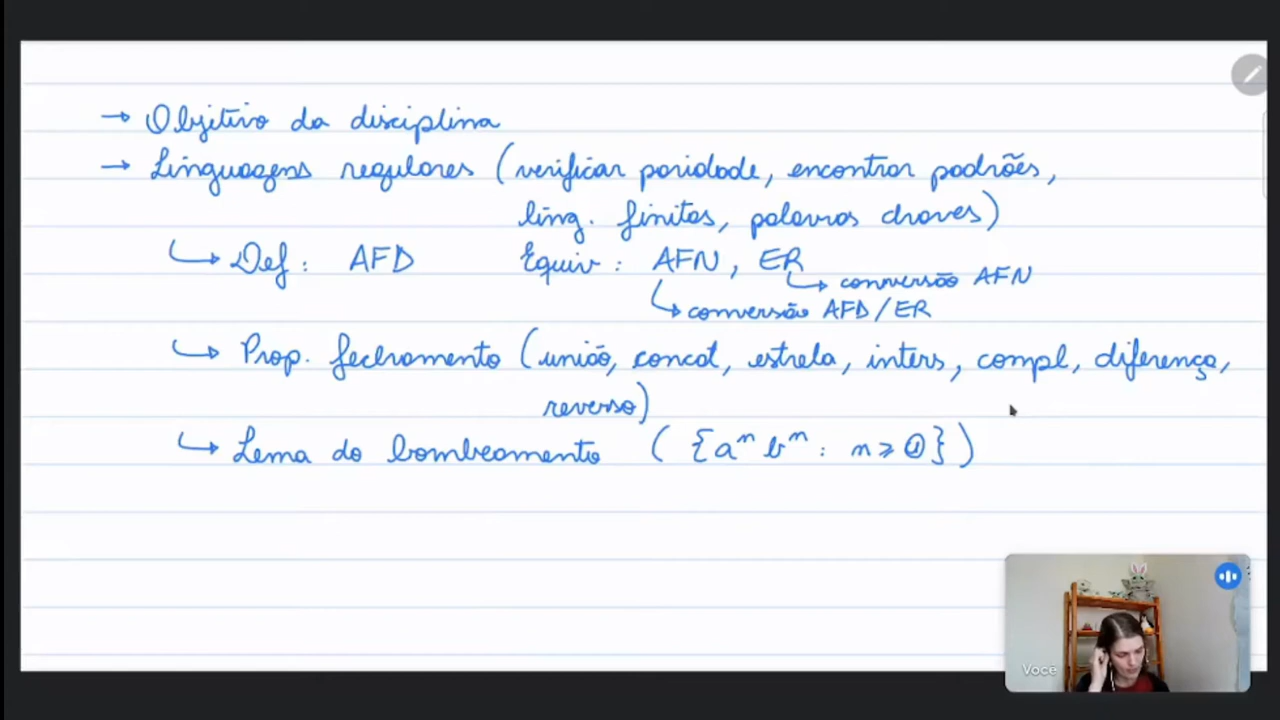 → Objetivo da disciplina
→ Linguagens regulares (verificar paridade, encontrar padrões,
ling. finitas, palavras chaves)
↳ Def: AFD Equiv: AFN, ER
↳ conversão AFN
↳ conversão AFD/ER
↳ Prop. fechamento (união, concat, estrela, inters, compl, diferença,
reverso)
↳ Lema do bombeamento ({aⁿbⁿ: n≥0})
Você